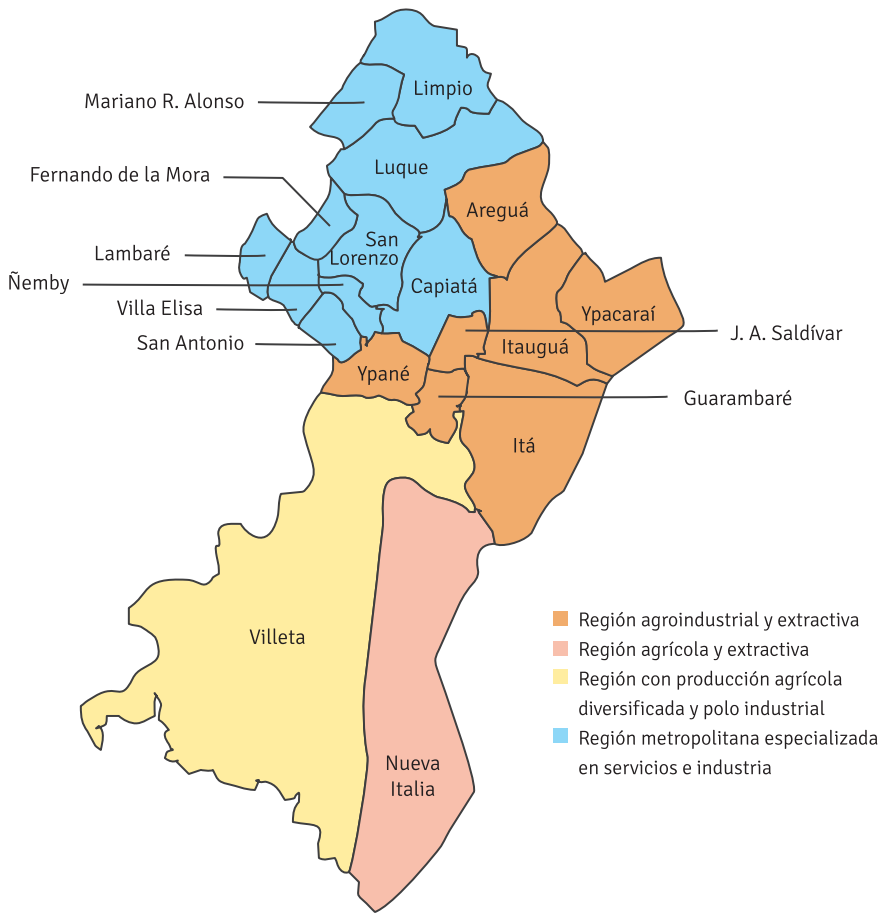 Limpio
Mariano R. Alonso
Luque
Fernando de la Mora
Areguá
San
Lorenzo
Lambaré
Ñemby
Capiatá
Villa Elisa
Ypacaraí
San Antonio
J. A. Saldívar
Itauguá
Ypané
Guarambaré
Itá
Villeta
Nueva
Italia
Región agroindustrial y extractiva
Región agrícola y extractiva
Región con producción agrícola
diversificada y polo industrial
Región metropolitana especializada
en servicios e industria